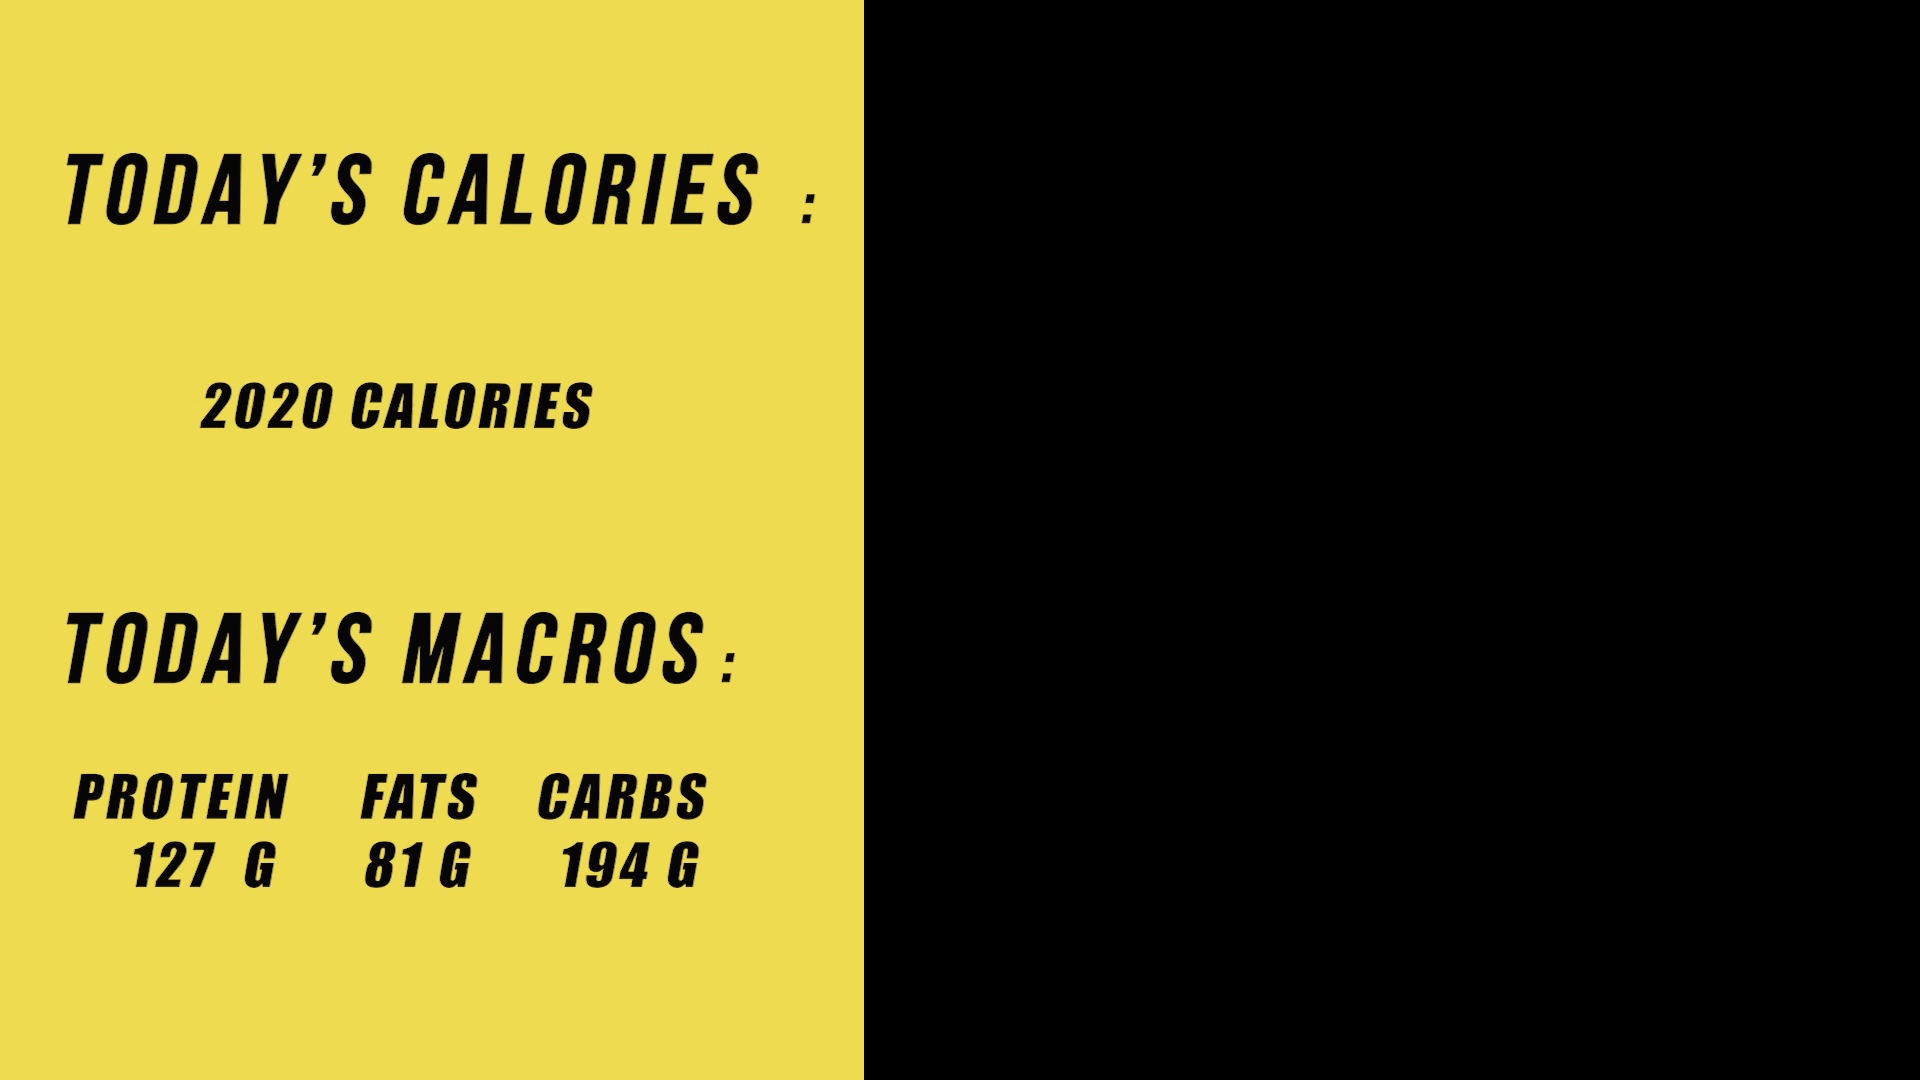 TODAY’S CALORIES :
2020 CALORIES
TODAY’S MACROS :
PROTEIN FATS CARBS
127 G 81 G 194 G